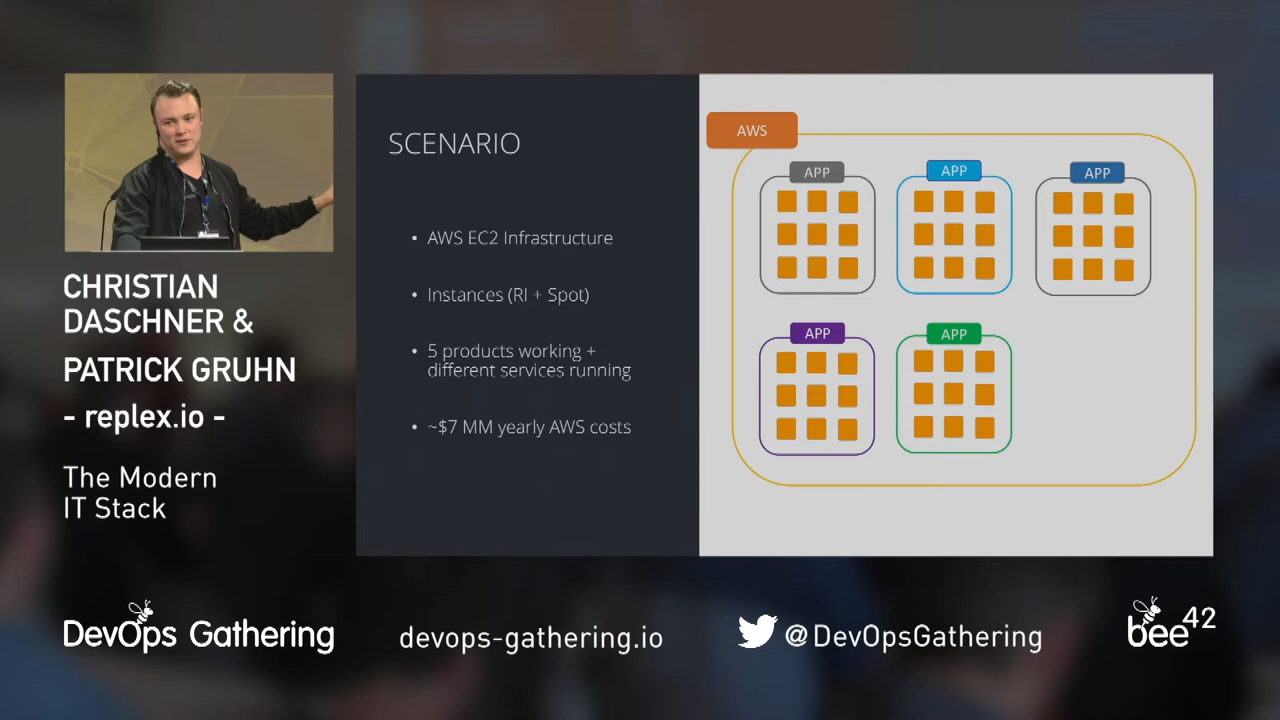 CHRISTIAN
DASCHNER &
PATRICK GRUHN
- replex.io -
The Modern
IT Stack
SCENARIO
• AWS EC2 Infrastructure
• Instances (RI + Spot)
• 5 products working +
different services running
• ~$7 MM yearly AWS costs
AWS
APP
APP
APP
APP
APP
DevOps Gathering
devops-gathering.io
@DevOpsGathering
bee42